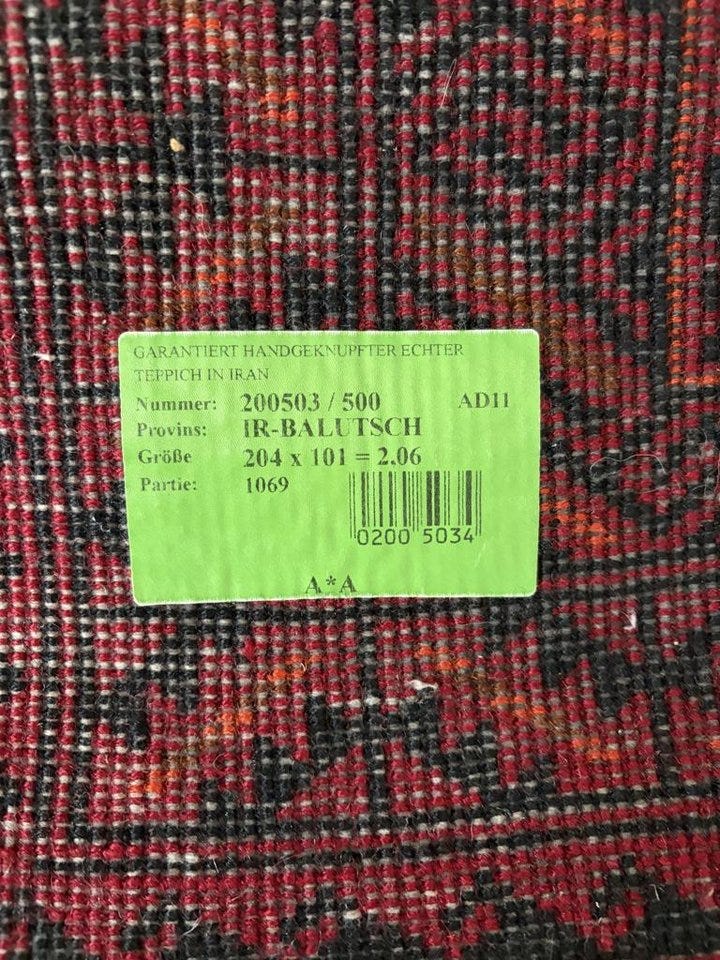 GARANTIERT HANDGEKNUPFTER ECHTER
TEPPICH IN IRAN
Nummer: 200503 / 500 AD11
Provins: IR-BALUTSCH
Größe 204 x 101 = 2,06
Partie: 1069
0200 5034
A*A